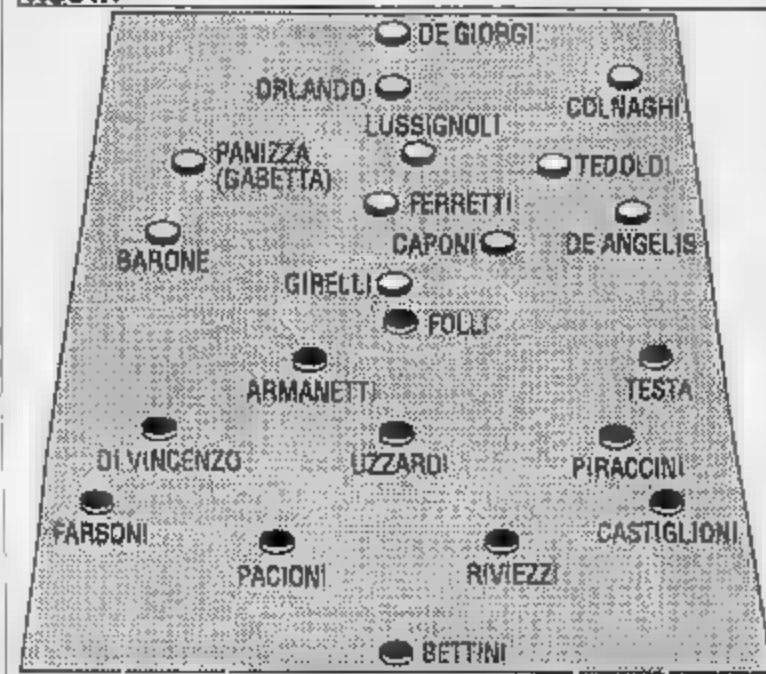 DE GIORGI
ORLANDO
COLNAGHI
LUSSIGNOLI
PANIZZA
(GABETTA)
TEDOLDI
FERRETTI
BARONE
CAPONI
DE ANGELIS
GIRELLI
FOLLI
ARMANETTI
TESTA
DI VINCENZO
UZZARDI
PIRACCINI
FARSONI
CASTIGLIONI
PACIONI
RIVIEZZI
BETTINI